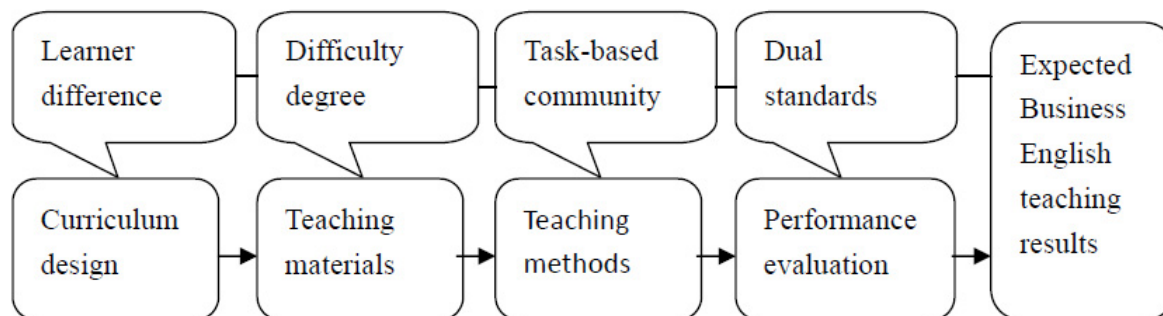 Learner
difference
Difficulty
degree
Task-based
community
Dual
standards
Expected
Business
English
teaching
results
Curriculum
design
Teaching
materials
Teaching
methods
Performance
evaluation